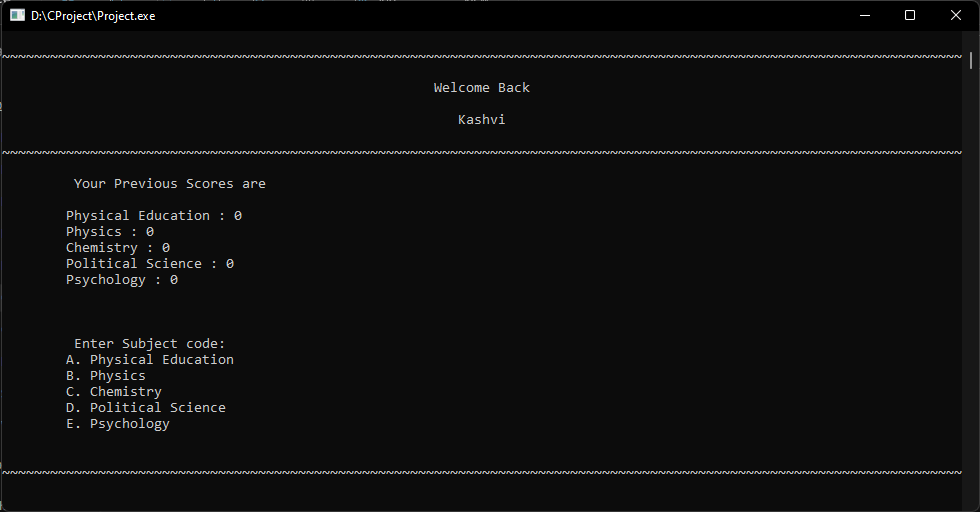 D:\CProject\Project.exe
~~~~~~~~~~~~~~~~~~~~~~~~~~~~~~~~~~~~~~~~~~~~~~~~~~~~~~~~~~~~~~~~~~~~~~~~~~~~~~~~~~~~~~~~~~~~~~~~~~~~~~~~~~~~~~~~~~~~~~~~
Welcome Back
Kashvi
~~~~~~~~~~~~~~~~~~~~~~~~~~~~~~~~~~~~~~~~~~~~~~~~~~~~~~~~~~~~~~~~~~~~~~~~~~~~~~~~~~~~~~~~~~~~~~~~~~~~~~~~~~~~~~~~~~~~~~~~
Your Previous Scores are
Physical Education : 0
Physics : 0
Chemistry : 0
Political Science : 0
Psychology : 0
Enter Subject code:
A. Physical Education
B. Physics
C. Chemistry
D. Political Science
E. Psychology
~~~~~~~~~~~~~~~~~~~~~~~~~~~~~~~~~~~~~~~~~~~~~~~~~~~~~~~~~~~~~~~~~~~~~~~~~~~~~~~~~~~~~~~~~~~~~~~~~~~~~~~~~~~~~~~~~~~~~~~~